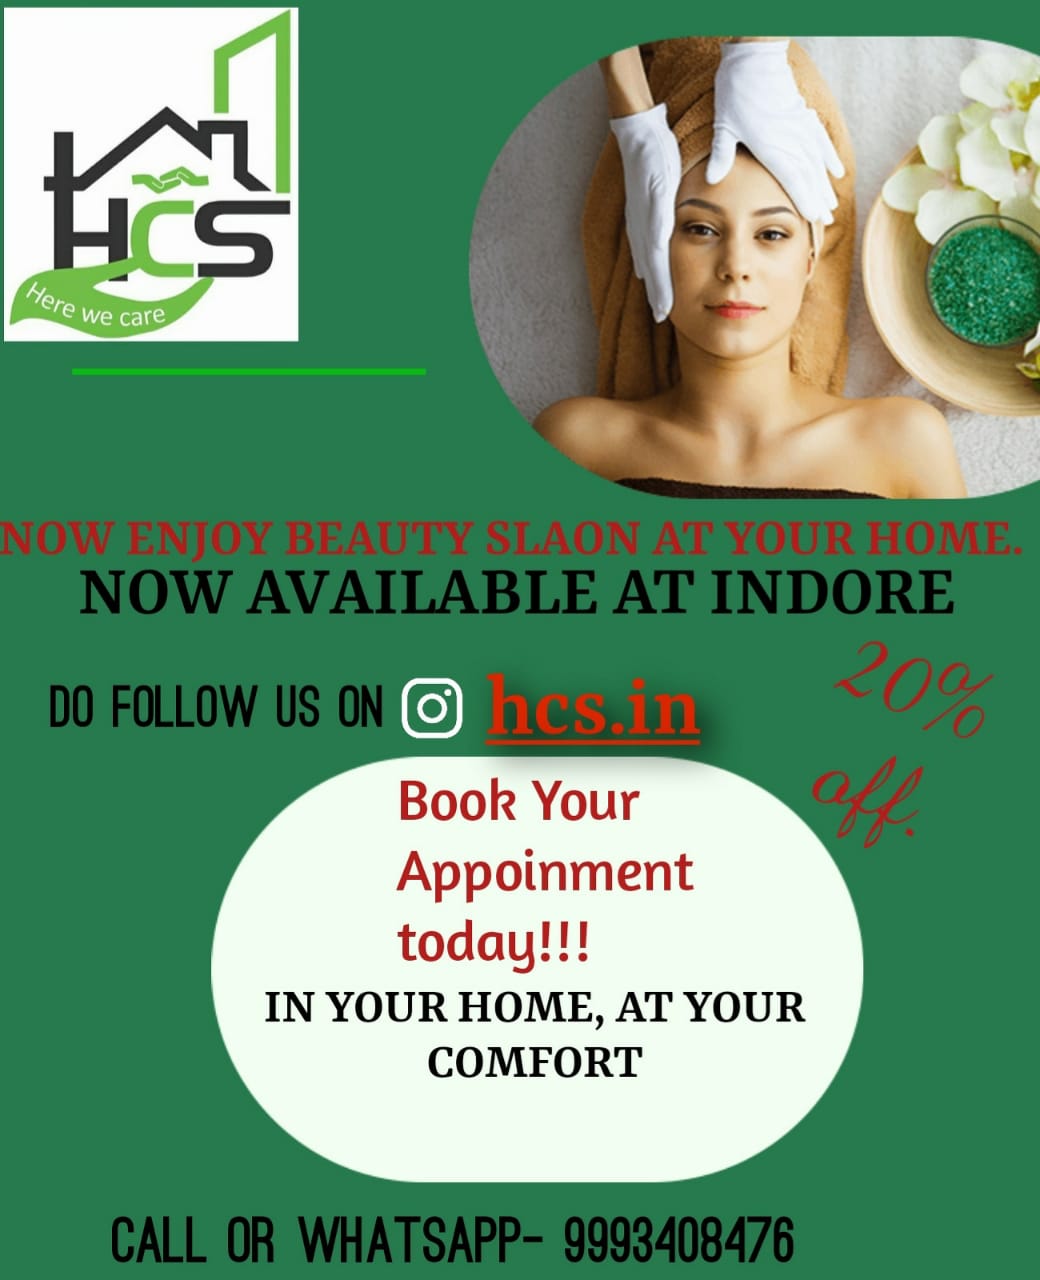 HCS
Here we care
NOW ENJOY BEAUTY SLAON AT YOUR HOME.
NOW AVAILABLE AT INDORE
20%
off.
DO FOLLOW US ON hcs.in
Book Your
Appoinment
today!!!
IN YOUR HOME, AT YOUR
COMFORT
CALL OR WHATSAPP- 9993408476